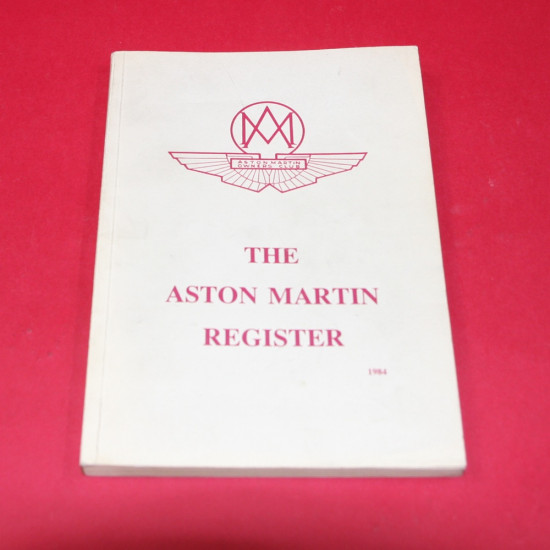 AM
ASTON MARTIN
OWNERS CLUB
THE
ASTON MARTIN
REGISTER
1984